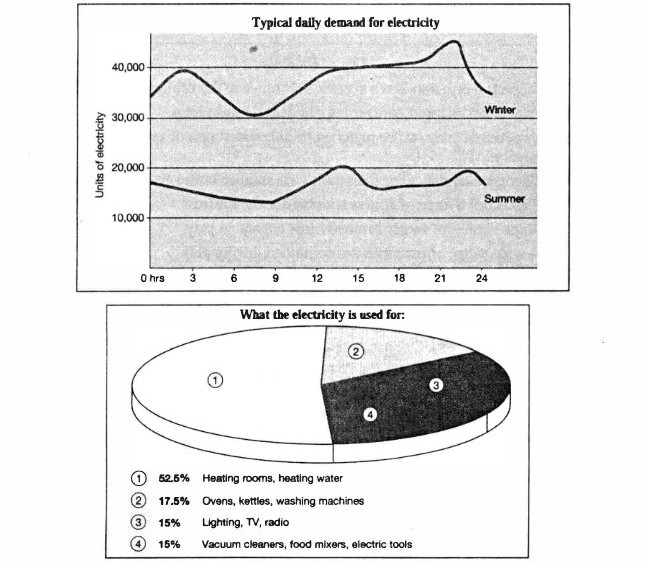 Typical daily demand for electricity
Units of electricity
40,000
30,000
20,000
10,000
Winter
Summer
0 hrs 3 6 9 12 15 18 21 24
What the electricity is used for:
1
2
3
4
1 52.5% Heating rooms, heating water
2 17.5% Ovens, kettles, washing machines
3 15% Lighting, TV, radio
4 15% Vacuum cleaners, food mixers, electric tools